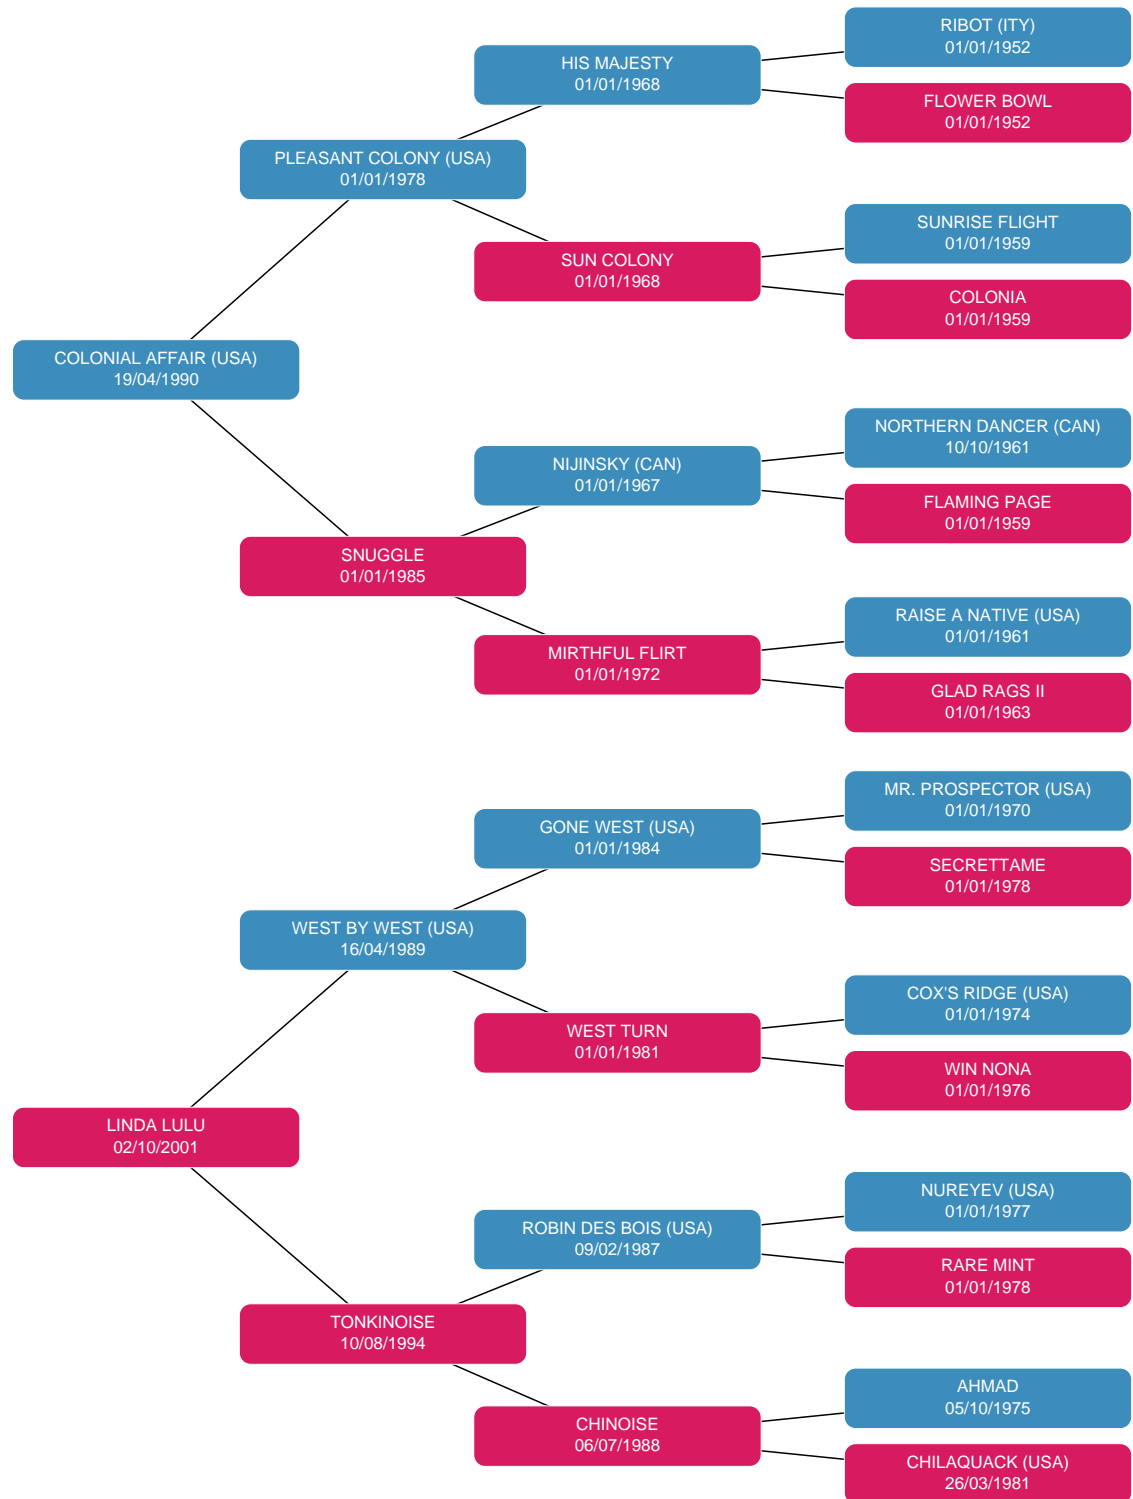 RIBOT (ITY)
01/01/1952
HIS MAJESTY
01/01/1968
FLOWER BOWL
01/01/1952
PLEASANT COLONY (USA)
01/01/1978
SUNRISE FLIGHT
01/01/1959
SUN COLONY
01/01/1968
COLONIA
01/01/1959
COLONIAL AFFAIR (USA)
19/04/1990
NORTHERN DANCER (CAN)
10/10/1961
NIJINSKY (CAN)
01/01/1967
FLAMING PAGE
01/01/1959
SNUGGLE
01/01/1985
RAISE A NATIVE (USA)
01/01/1961
MIRTHFUL FLIRT
01/01/1972
GLAD RAGS II
01/01/1963
MR. PROSPECTOR (USA)
01/01/1970
GONE WEST (USA)
01/01/1984
SECRETTAME
01/01/1978
WEST BY WEST (USA)
16/04/1989
COX'S RIDGE (USA)
01/01/1974
WEST TURN
01/01/1981
WIN NONA
01/01/1976
LINDA LULU
02/10/2001
NUREYEV (USA)
01/01/1977
ROBIN DES BOIS (USA)
09/02/1987
RARE MINT
01/01/1978
TONKINOISE
10/08/1994
AHMAD
05/10/1975
CHINOISE
06/07/1988
CHILAQUACK (USA)
26/03/1981